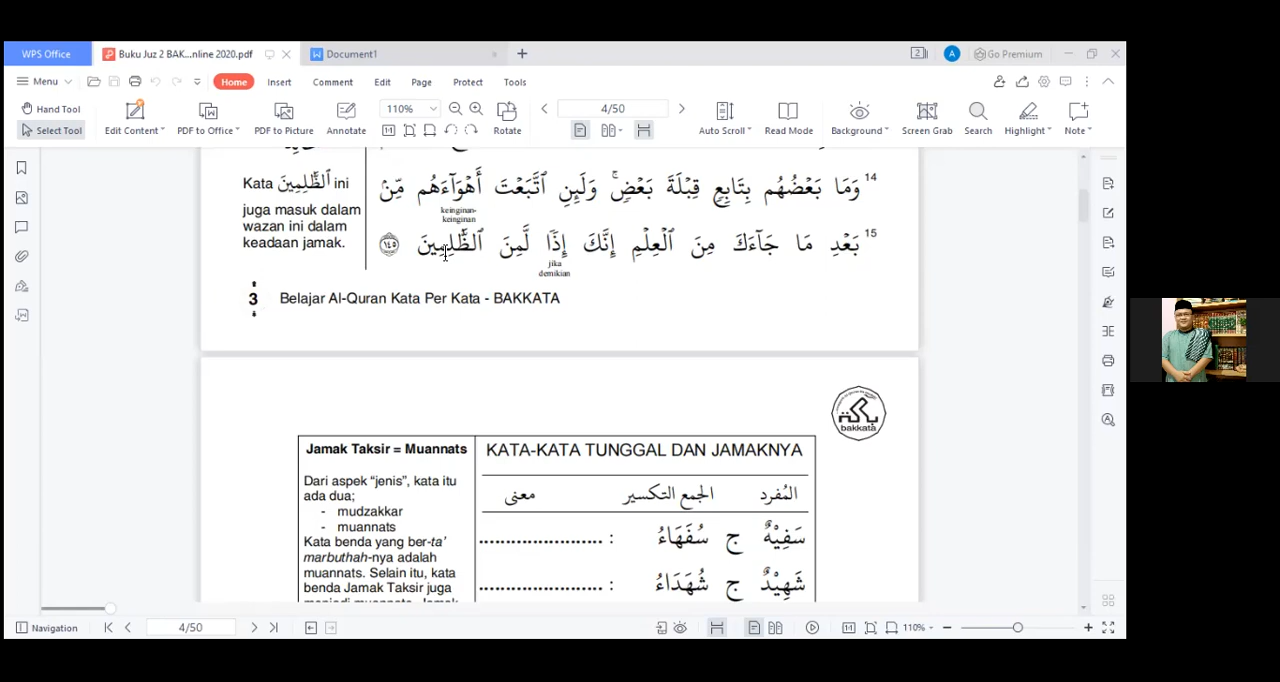 WPS Office
Buku Juz 2 BAK...nline 2020.pdf
Document1
2
A
Go Premium
Menu
Home
Insert
Comment
Edit
Page
Protect
Tools
Hand Tool
Select Tool
Edit Content
PDF to Office
PDF to Picture
Annotate
110%
Rotate
4/50
Auto Scroll
Read Mode
Background
Screen Grab
Search
Highlight
Note
Kata ٱلظَّٰلِمِينَ ini
juga masuk dalam
wazan ini dalam
keadaan jamak.
14 وَمَا بَعْضُهُم بِتَابِعٍ قِبْلَةَ بَعْضٍ ۚ وَلَئِنِ ٱتَّبَعْتَ أَهْوَآءَهُم مِّنۢ
keinginan-
keinginan
15 بَعْدِ مَا جَآءَكَ مِنَ ٱلْعِلْمِ إِنَّكَ إِذًا لَّمِنَ ٱلظَّٰلِمِينَ ١٤٥
jika
demikian
3 Belajar Al-Quran Kata Per Kata - BAKKATA
bakkata
Jamak Taksir = Muannats
Dari aspek “jenis”, kata itu
ada dua;
- mudzakkar
- muannats
Kata benda yang ber-ta’
marbuthah-nya adalah
muannats. Selain itu, kata
benda Jamak Taksir juga
KATA-KATA TUNGGAL DAN JAMAKNYA
المُفرد الجمع التكسير معنى
سَفِيْهٌ ج سُفَهَاءُ : ......................
شَهِيْدٌ ج شُهَدَاءُ : ......................
Navigation
4/50
110%